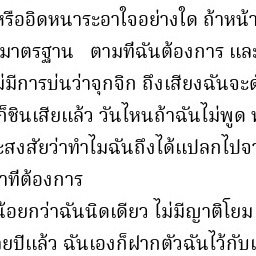 หรืออิดหนาระอาใจอย่างใด ถ้าหน้า
มาตรฐาน ตามที่ฉันต้องการ และ
มีการบ่นว่าจุกจิก ถึงเสียงฉันจะ
ก็ชินเสียแล้ว วันไหนถ้าฉันไม่พูด
สงสัยว่าทำไมฉันถึงได้แปลกไป
ที่ต้องการ
น้อยกว่าฉันนิดเดียว ไม่มีญาติโยม
ปีแล้ว ฉันเองก็ฝากตัวฉันไว้กับ